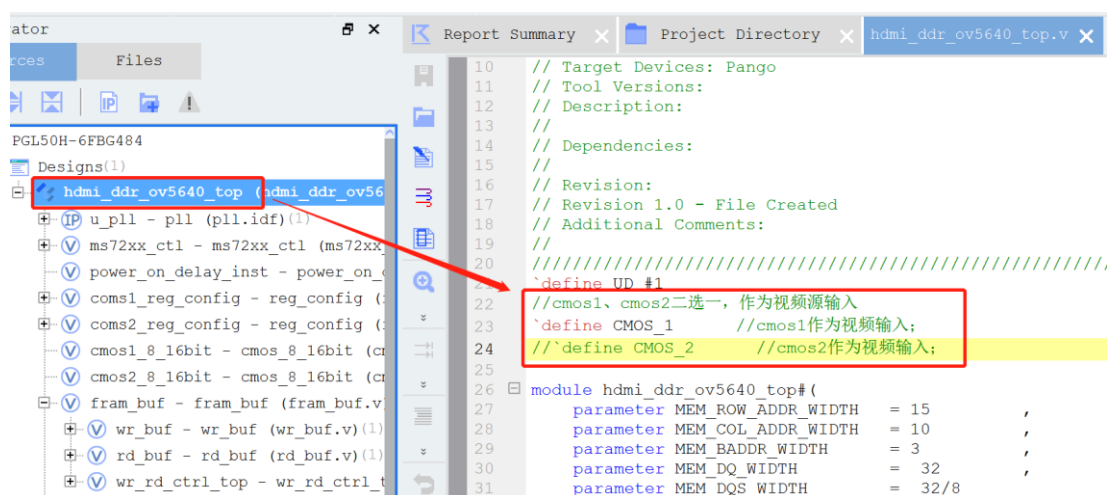 ator
Report Summary
Project Directory
hdmi_ddr_ov5640_top.v
rces
Files
IP
PGL50H-6FBG484
Designs(1)
hdmi_ddr_ov5640_top (hdmi_ddr_ov56
IP u_pll - pll (pll.idf)(1)
V ms72xx_ctl - ms72xx_ctl (ms72xx_
V power_on_delay_inst - power_on_
V coms1_reg_config - reg_config (
V coms2_reg_config - reg_config (
V cmos1_8_16bit - cmos_8_16bit (cm
V cmos2_8_16bit - cmos_8_16bit (cm
V fram_buf - fram_buf (fram_buf.v)
V wr_buf - wr_buf (wr_buf.v)(1)
V rd_buf - rd_buf (rd_buf.v)(1)
V wr_rd_ctrl_top - wr_rd_ctrl_t
10 // Target Devices: Pango
11 // Tool Versions:
12 // Description:
13 //
14 // Dependencies:
15 //
16 // Revision:
17 // Revision 1.0 - File Created
18 // Additional Comments:
19 //
20 //////////////////////////////////////////////////////////
21 `define UD #1
22 //cmos1、cmos2二选一，作为视频源输入
23 `define CMOS_1 //cmos1作为视频输入；
24 //`define CMOS_2 //cmos2作为视频输入；
25
26 module hdmi_ddr_ov5640_top#(
27 parameter MEM_ROW_ADDR_WIDTH = 15 ,
28 parameter MEM_COL_ADDR_WIDTH = 10 ,
29 parameter MEM_BADDR_WIDTH = 3 ,
30 parameter MEM_DQ_WIDTH = 32 ,
31 parameter MEM_DQS_WIDTH = 32/8